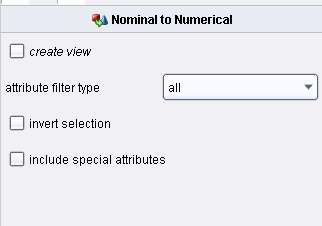 Nominal to Numerical
create view
attribute filter type all
invert selection
include special attributes